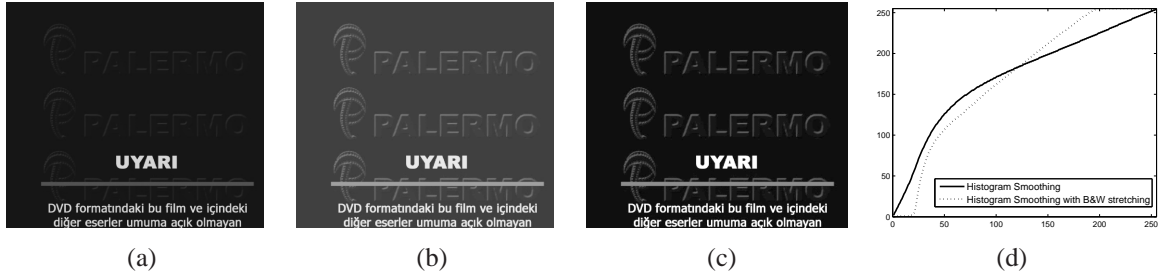 PALERMO
PALERMO
UYARI
DVD formatındaki bu film ve içindeki
diğer eserler umuma açık olmayan
(a)
PALERMO
PALERMO
UYARI
DVD formatındaki bu film ve içindeki
diğer eserler umuma açık olmayan
(b)
PALERMO
PALERMO
UYARI
DVD formatındaki bu film ve içindeki
diğer eserler umuma açık olmayan
(c)
250
200
150
100
50
0
0 50 100 150 200 250
Histogram Smoothing
Histogram Smoothing with B&W stretching
(d)